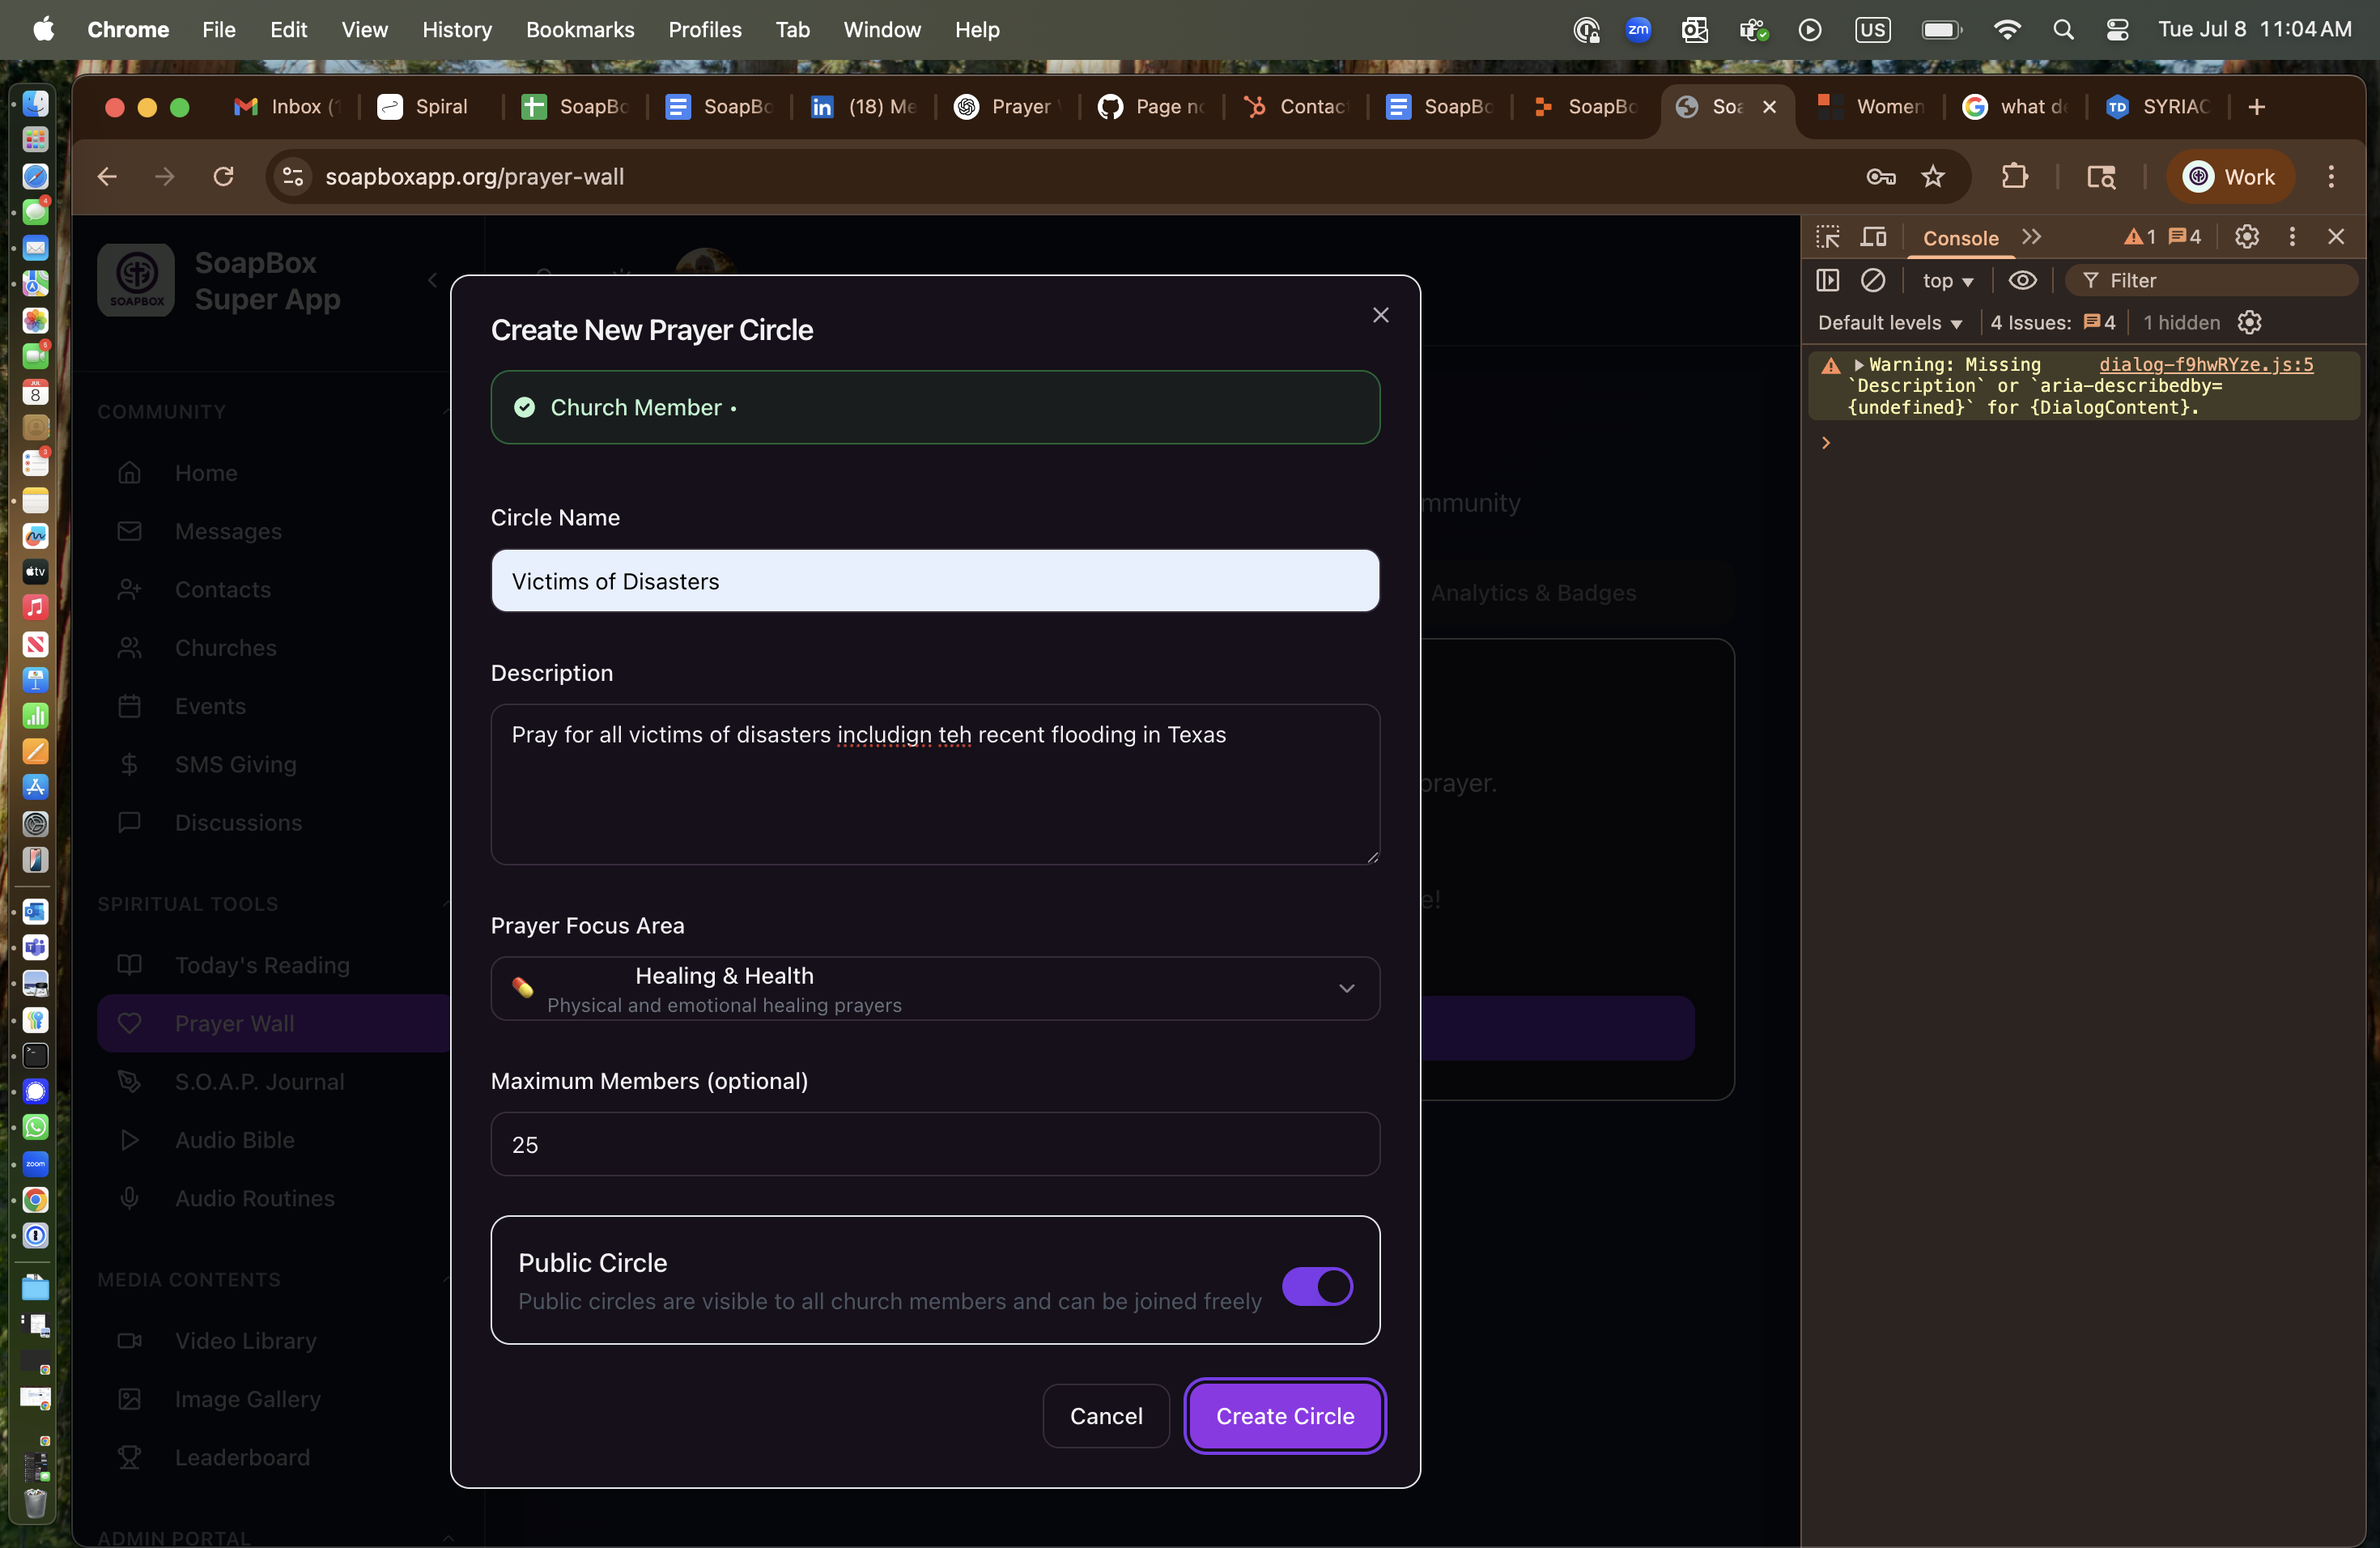 Chrome File Edit View History Bookmarks Profiles Tab Window Help
zm US Tue Jul 8 11:04 AM
Inbox (1 Spiral SoapBo SoapBo (18) Me Prayer Page no Contac SoapBo SoapBo Soa Women what de SYRIAC
soapboxapp.org/prayer-wall
Work
SOAPBOX
SoapBox
Super App
COMMUNITY
Home
Messages
Contacts
Churches
Events
SMS Giving
Discussions
SPIRITUAL TOOLS
Today's Reading
Prayer Wall
S.O.A.P. Journal
Audio Bible
Audio Routines
MEDIA CONTENTS
Video Library
Image Gallery
Leaderboard
ADMIN PORTAL
Create New Prayer Circle
Church Member •
Circle Name
Victims of Disasters
Description
Pray for all victims of disasters includign teh recent flooding in Texas
Prayer Focus Area
Healing & Health
Physical and emotional healing prayers
Maximum Members (optional)
25
Public Circle
Public circles are visible to all church members and can be joined freely
Cancel
Create Circle
mmunity
Analytics & Badges
prayer.
e!
Console 1 4
top Filter
Default levels 4 Issues: 4 1 hidden
Warning: Missing dialog-f9hwRYze.js:5
`Description` or `aria-describedby=
{undefined}` for {DialogContent}.
tv
zoom